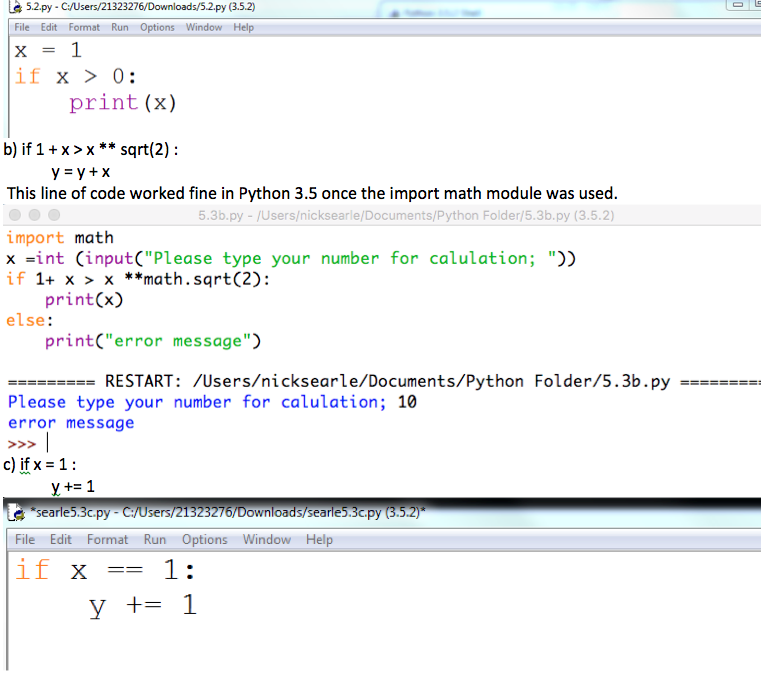 5.2.py - C:/Users/21323276/Downloads/5.2.py (3.5.2)
File Edit Format Run Options Window Help
x = 1
if x > 0:
    print(x)
b) if 1 + x > x ** sqrt(2) :
    y = y + x
This line of code worked fine in Python 3.5 once the import math module was used.
5.3b.py - /Users/nicksearle/Documents/Python Folder/5.3b.py (3.5.2)
import math
x =int (input("Please type your number for calulation; "))
if 1+ x > x **math.sqrt(2):
    print(x)
else:
    print("error message")
========= RESTART: /Users/nicksearle/Documents/Python Folder/5.3b.py =========
Please type your number for calulation; 10
error message
>>>
c) if x = 1 :
    y += 1
*searle5.3c.py - C:/Users/21323276/Downloads/searle5.3c.py (3.5.2)*
File Edit Format Run Options Window Help
if x == 1:
    y += 1